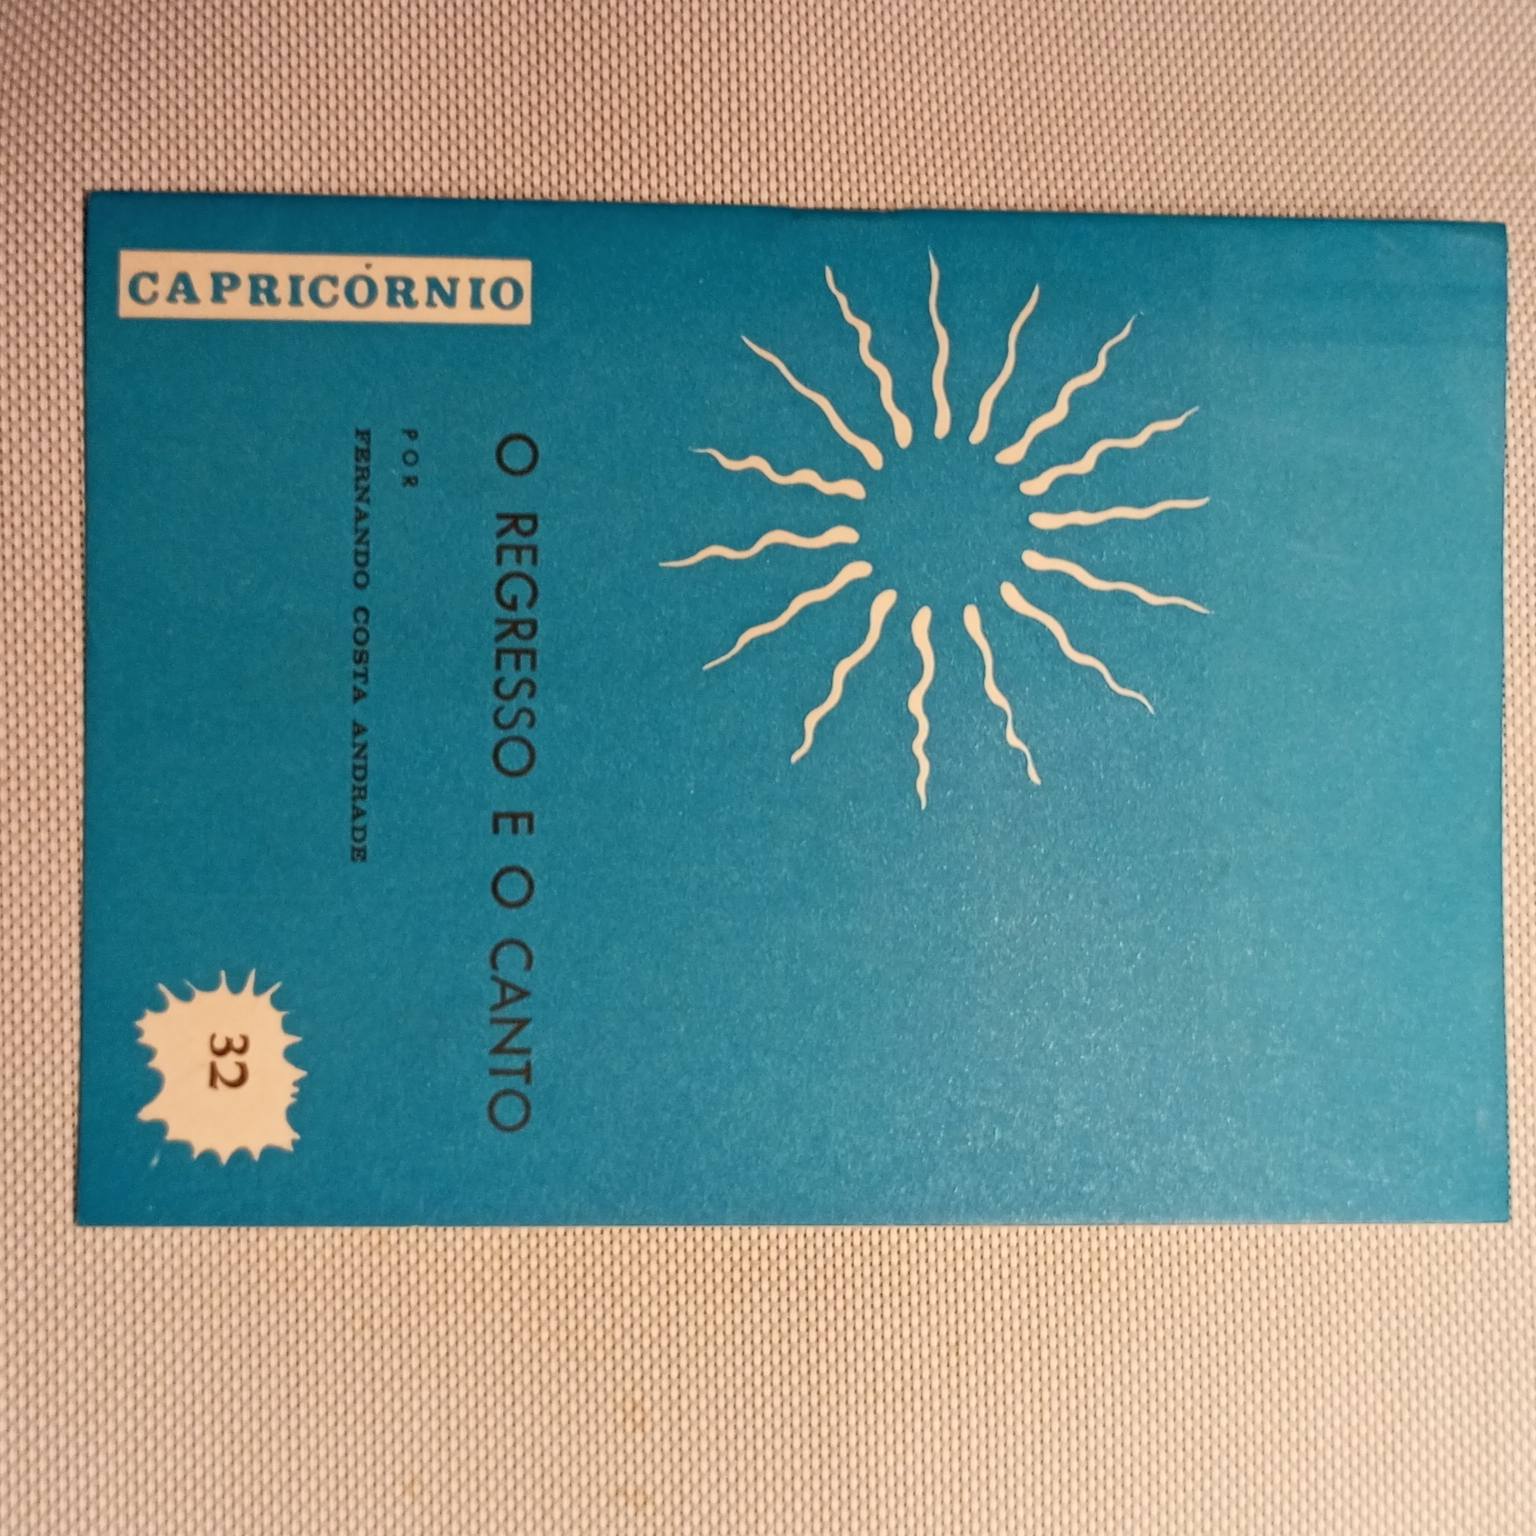 O REGRESSO E O CANTO
POR
FERNANDO COSTA ANDRADE
CAPRICÓRNIO
32